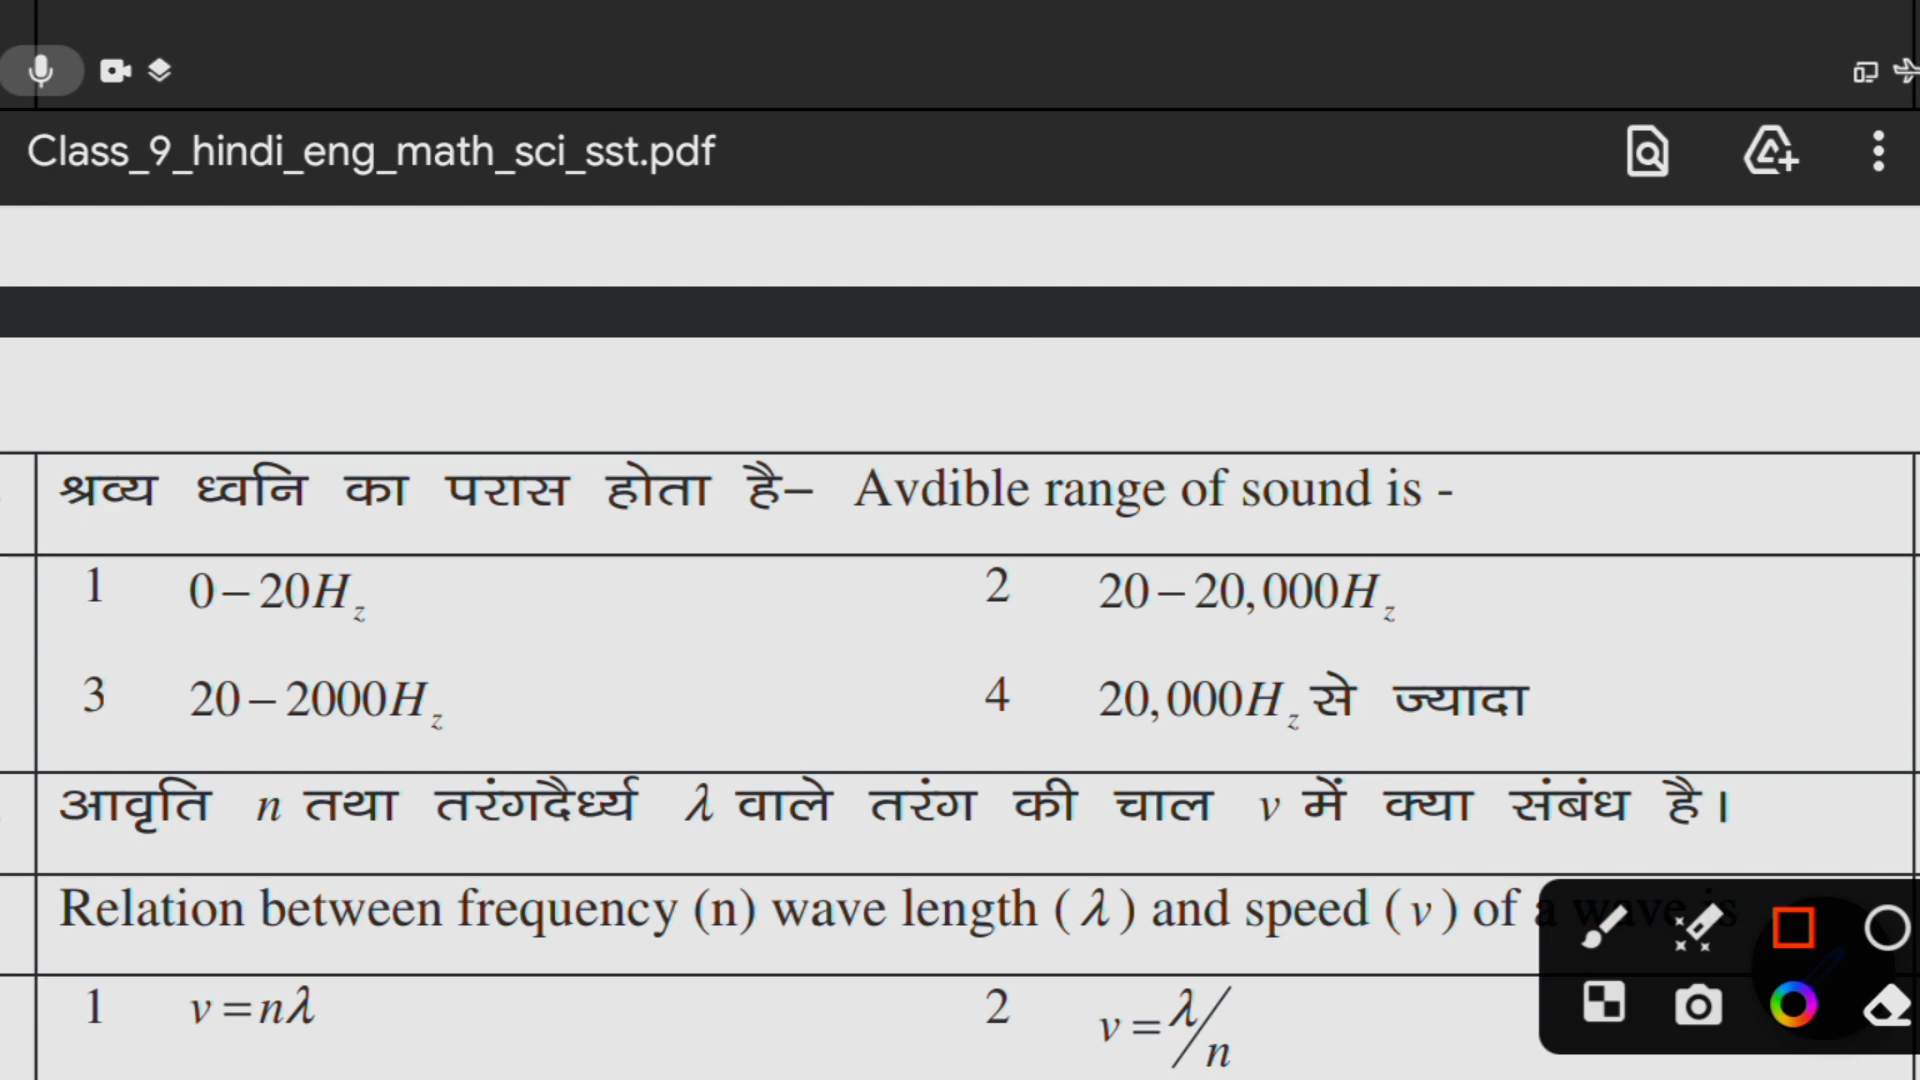 Class_9_hindi_eng_math_sci_sst.pdf
श्रव्य ध्वनि का परास होता है– Avdible range of sound is -
1 0–20Hz 2 20–20,000Hz
3 20–2000Hz 4 20,000Hz से ज्यादा
आवृति n तथा तरंगदैर्ध्य λ वाले तरंग की चाल v में क्या संबंध है।
Relation between frequency (n) wave length (λ) and speed (v) of a wave is
1 v=nλ 2 v=λ/n